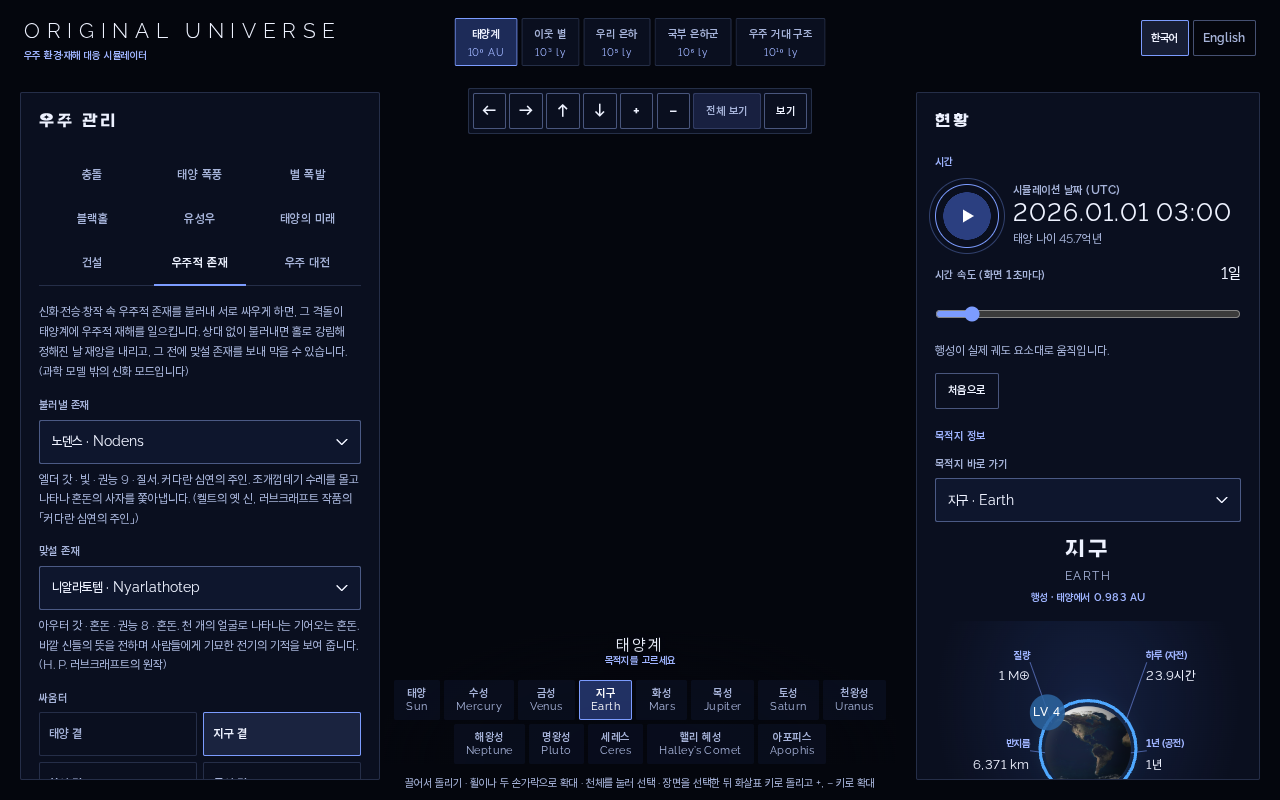 ORIGINAL UNIVERSE
우주 환경·재해 대응 시뮬레이터
태양계
10⁰ AU
이웃 별
10³ ly
우리 은하
10⁵ ly
국부 은하군
10⁶ ly
우주 거대 구조
10¹⁰ ly
한국어
English
← → ↑ ↓ + − 전체 보기 보기
우주 관리
충돌 태양 폭풍 별 폭발
블랙홀 유성우 태양의 미래
건설 우주적 존재 우주 대전
신화·전승·창작 속 우주적 존재를 불러내 서로 싸우게 하면, 그 격돌이
태양계에 우주적 재해를 일으킵니다. 상대 없이 불러내면 홀로 강림해
정해진 날 재앙을 내리고, 그 전에 맞설 존재를 보내 막을 수 있습니다.
(과학 모델 밖의 신화 모드입니다)
불러낼 존재
노덴스 · Nodens
엘더 갓 · 빛 · 권능 9 · 질서. 커다란 심연의 주인. 조개껍데기 수레를 몰고
나타나 혼돈의 사자를 쫓아냅니다. (켈트의 옛 신, 러브크래프트 작품의
「커다란 심연의 주인」)
맞설 존재
니알라토텝 · Nyarlathotep
아우터 갓 · 혼돈 · 권능 8 · 혼돈. 천 개의 얼굴로 나타나는 기어오는 혼돈.
바깥 신들의 뜻을 전하며 사람들에게 기묘한 전기의 기적을 보여 줍니다.
(H. P. 러브크래프트의 원작)
싸움터
태양 곁 지구 곁
태양계
목적지를 고르세요
태양
Sun
수성
Mercury
금성
Venus
지구
Earth
화성
Mars
목성
Jupiter
토성
Saturn
천왕성
Uranus
해왕성
Neptune
명왕성
Pluto
세레스
Ceres
핼리 혜성
Halley's Comet
아포피스
Apophis
끌어서 돌리기 · 휠이나 두 손가락으로 확대 · 천체를 눌러 선택 · 장면을 선택한 뒤 화살표 키로 돌리고 +, − 키로 확대
현황
시간
시뮬레이션 날짜 (UTC)
2026.01.01 03:00
태양 나이 45.7억년
시간 속도 (화면 1초마다) 1일
행성이 실제 궤도 요소대로 움직입니다.
처음으로
목적지 정보
목적지 바로 가기
지구 · Earth
지구
EARTH
행성 · 태양에서 0.983 AU
질량
1 M⊕
하루 (자전)
23.9시간
LV 4
반지름
6,371 km
1년 (공전)
1년